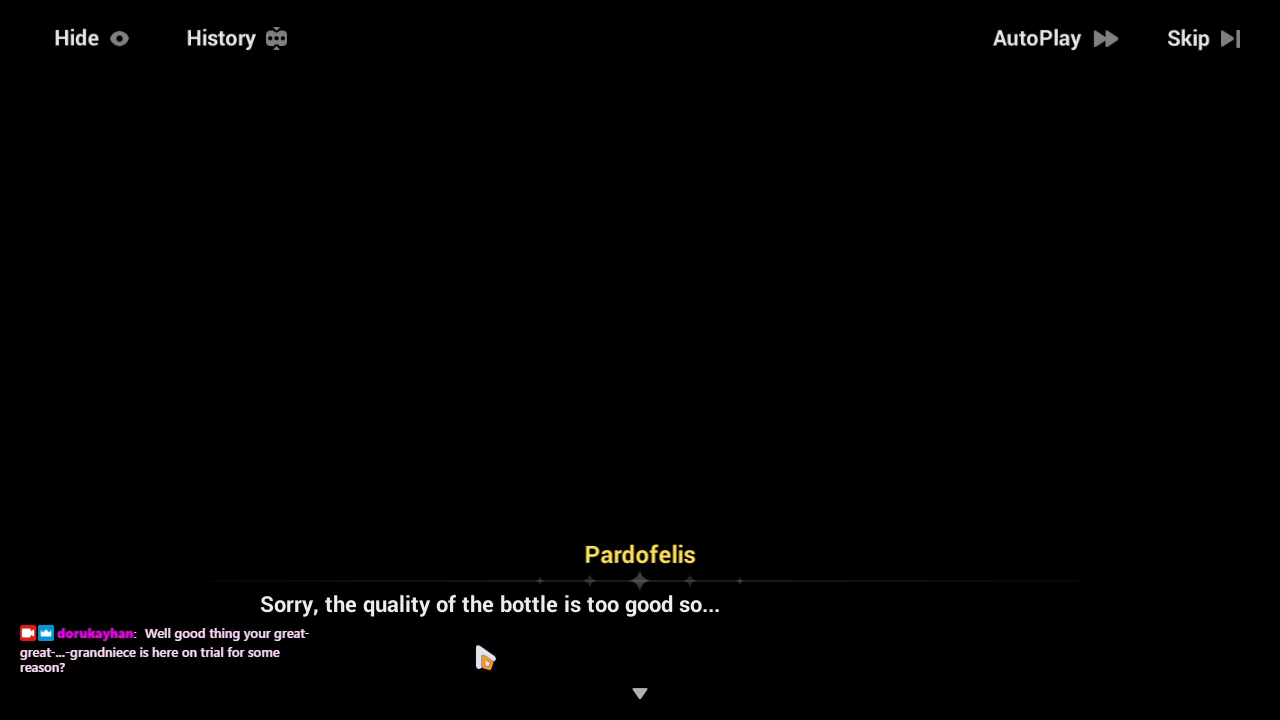 Hide
History
AutoPlay
Skip
Pardofelis
Sorry, the quality of the bottle is too good so...
dorukayhan: Well good thing your great-
great-...-grandniece is here on trial for some
reason?